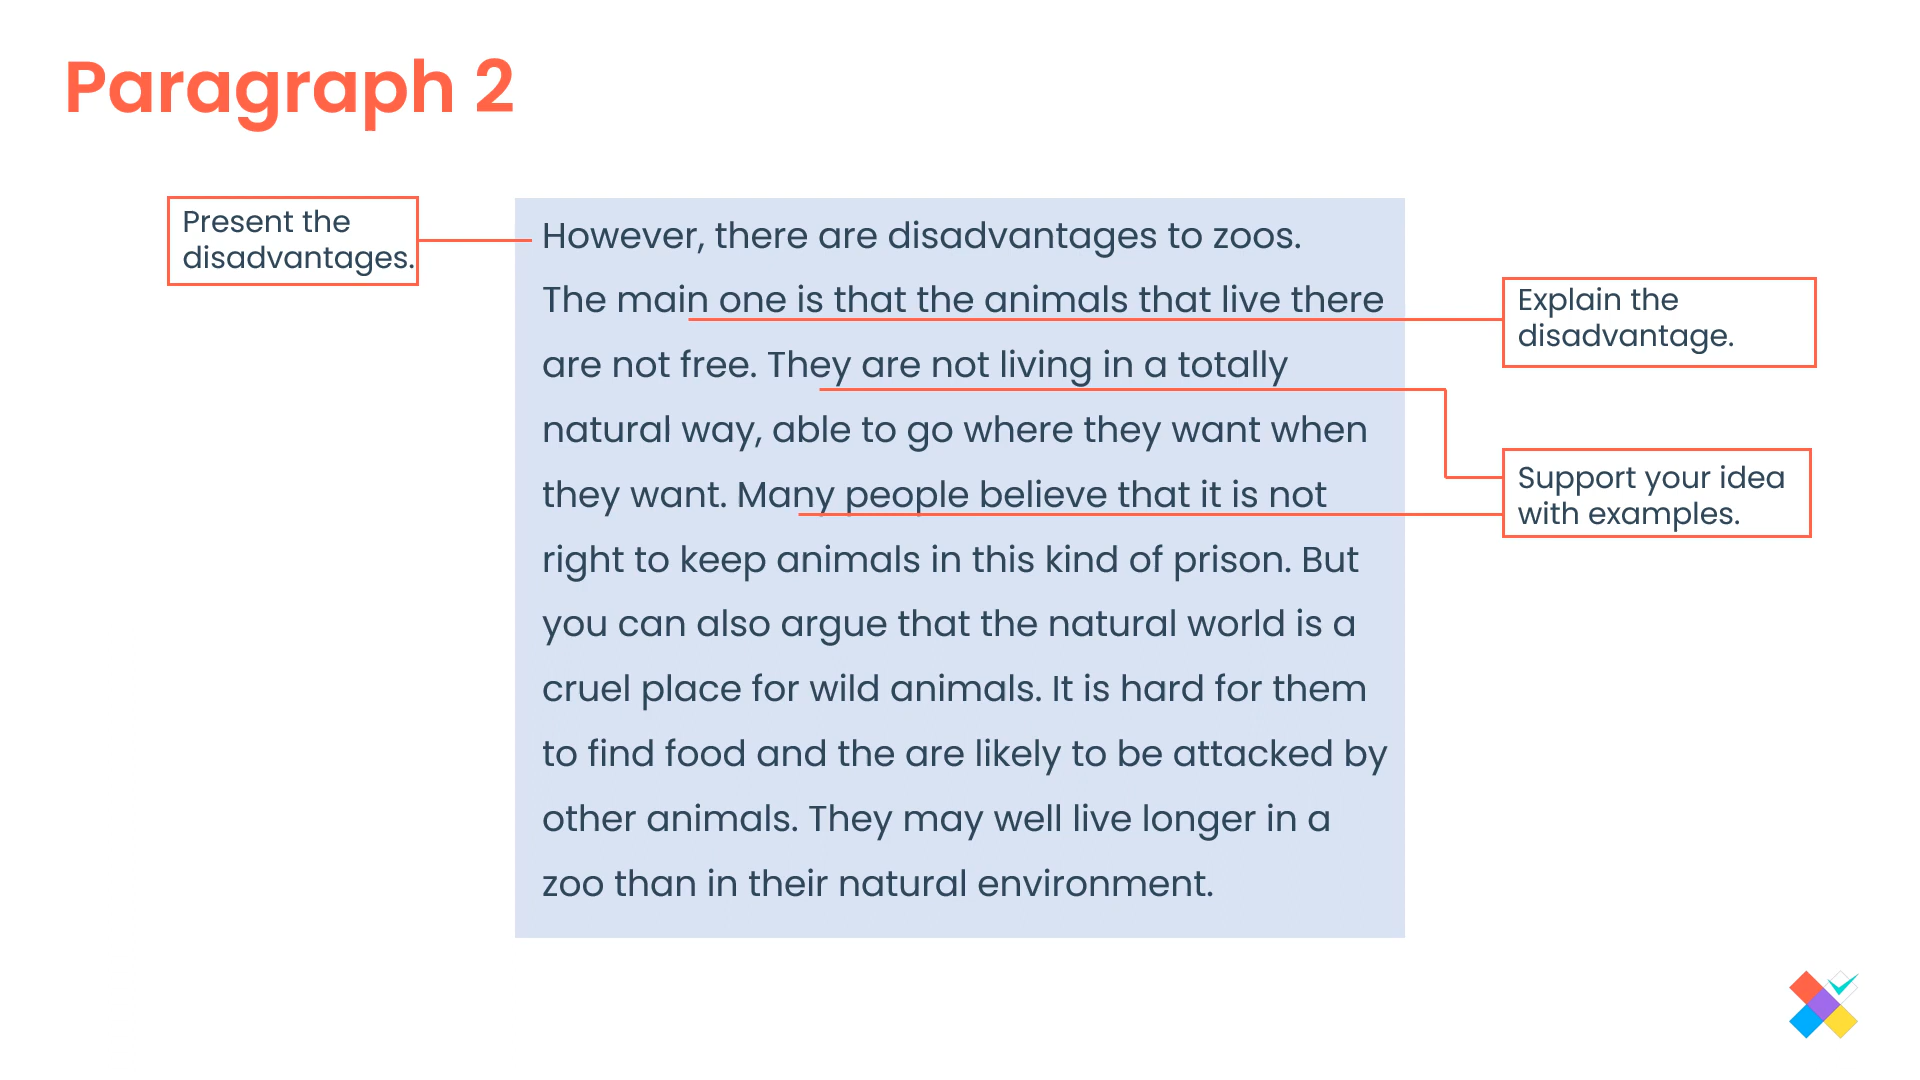 Paragraph 2
Present the
disadvantages.
However, there are disadvantages to zoos.
The main one is that the animals that live there
are not free. They are not living in a totally
natural way, able to go where they want when
they want. Many people believe that it is not
right to keep animals in this kind of prison. But
you can also argue that the natural world is a
cruel place for wild animals. It is hard for them
to find food and the are likely to be attacked by
other animals. They may well live longer in a
zoo than in their natural environment.
Explain the
disadvantage.
Support your idea
with examples.